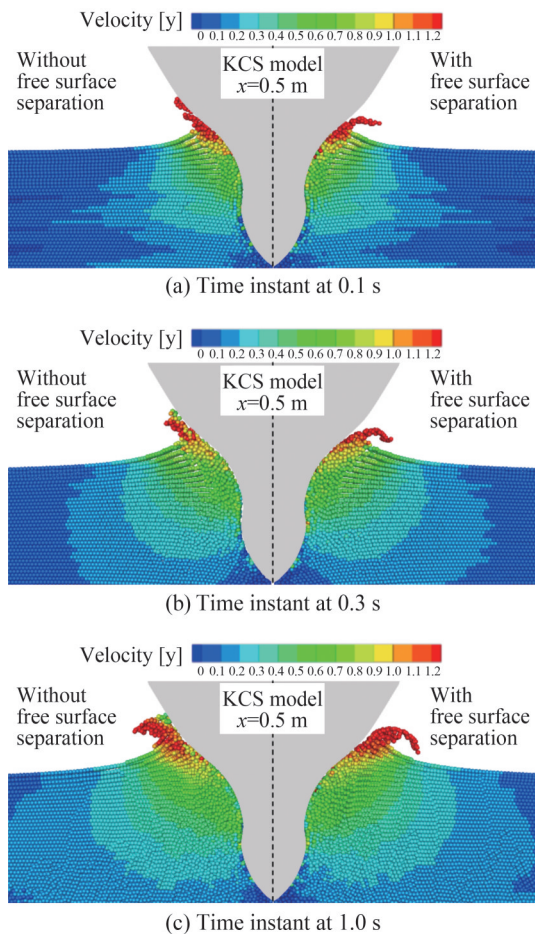 Velocity [y]
0 0.1 0.2 0.3 0.4 0.5 0.6 0.7 0.8 0.9 1.0 1.1 1.2
Without
free surface
separation
KCS model
x=0.5 m
With
free surface
separation
(a) Time instant at 0.1 s
Velocity [y]
0 0.1 0.2 0.3 0.4 0.5 0.6 0.7 0.8 0.9 1.0 1.1 1.2
Without
free surface
separation
KCS model
x=0.5 m
With
free surface
separation
(b) Time instant at 0.3 s
Velocity [y]
0 0.1 0.2 0.3 0.4 0.5 0.6 0.7 0.8 0.9 1.0 1.1 1.2
Without
free surface
separation
KCS model
x=0.5 m
With
free surface
separation
(c) Time instant at 1.0 s